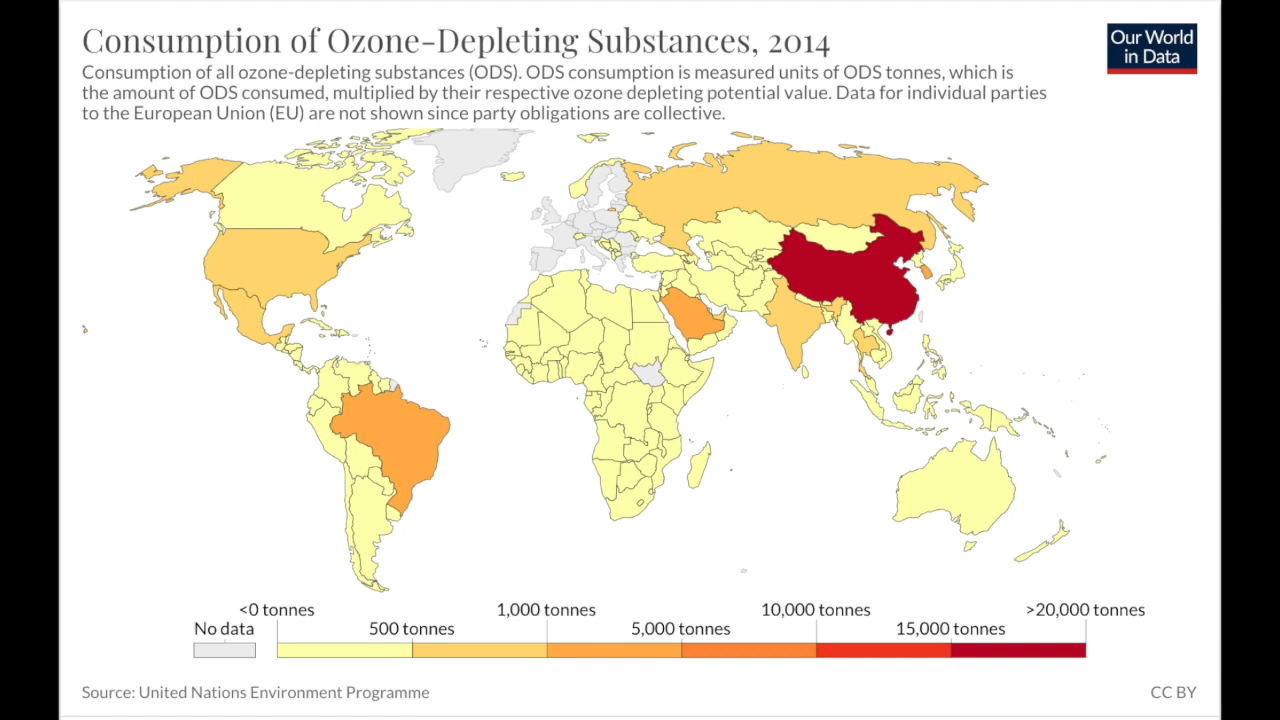 Consumption of Ozone-Depleting Substances, 2014
Our World
in Data
Consumption of all ozone-depleting substances (ODS). ODS consumption is measured units of ODS tonnes, which is
the amount of ODS consumed, multiplied by their respective ozone depleting potential value. Data for individual parties
to the European Union (EU) are not shown since party obligations are collective.
<0 tonnes
1,000 tonnes
10,000 tonnes
>20,000 tonnes
No data
500 tonnes
5,000 tonnes
15,000 tonnes
Source: United Nations Environment Programme
CC BY